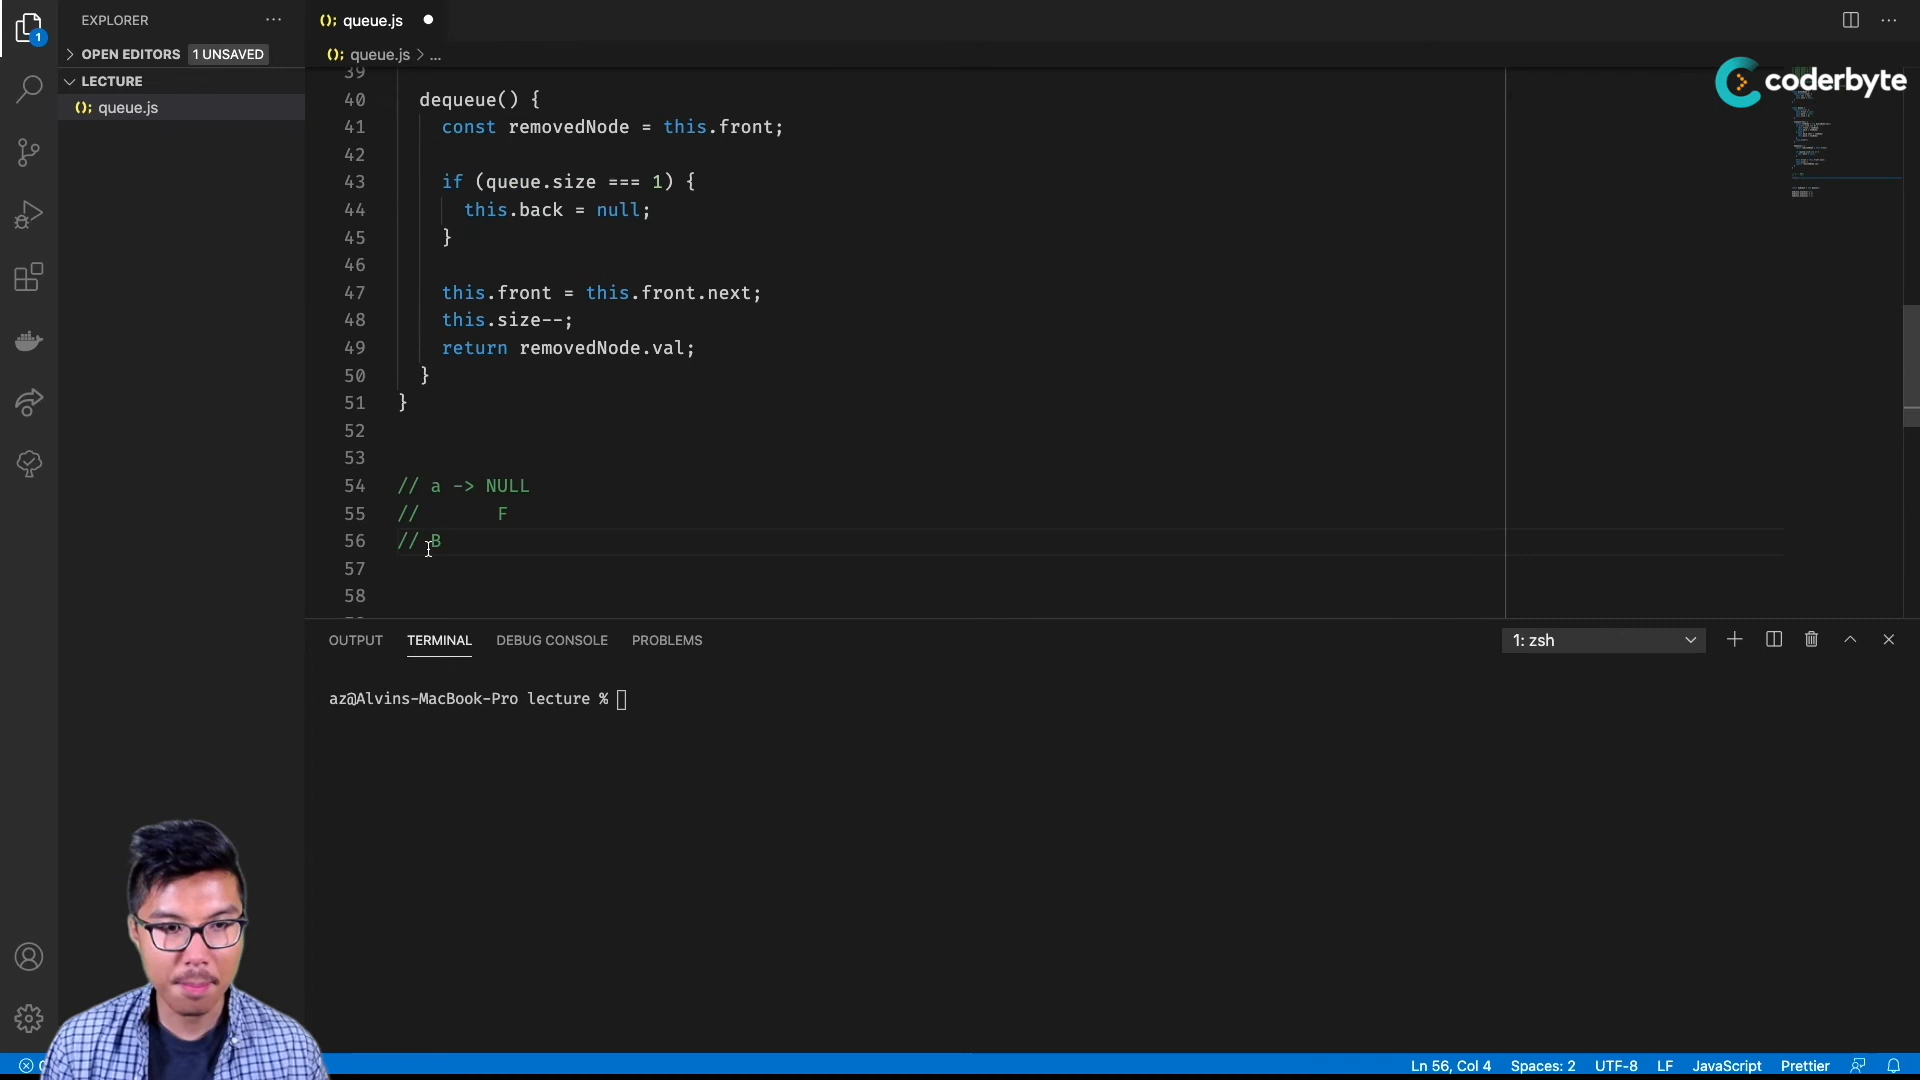 EXPLORER
queue.js
coderbyte
OPEN EDITORS 1 UNSAVED
queue.js > ...
LECTURE
queue.js
39
40 dequeue() {
41 const removedNode = this.front;
42
43 if (queue.size === 1) {
44 this.back = null;
45 }
46
47 this.front = this.front.next;
48 this.size--;
49 return removedNode.val;
50 }
51 }
52
53
54 // a -> NULL
55 // F
56 // B
57
58
OUTPUT TERMINAL DEBUG CONSOLE PROBLEMS
1: zsh
az@Alvins-MacBook-Pro lecture %
Ln 56, Col 4 Spaces: 2 UTF-8 LF JavaScript Prettier